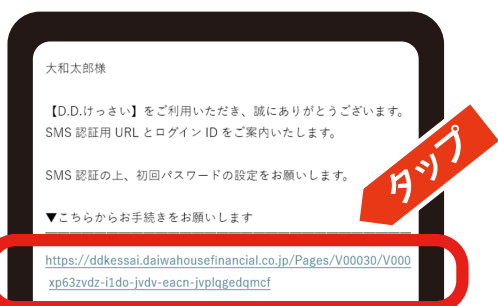 大和太郎様
【D.D.けっさい】をご利用いただき、誠にありがとうございます。
SMS 認証用 URL とログイン ID をご案内いたします。
SMS 認証の上、初回パスワードの設定をお願いします。
タップ
▼こちらからお手続きをお願いします
https://ddkessai.daiwahousefinancial.co.jp/Pages/V00030/V000
xp63zvdz-i1do-jvdv-eacn-jvplqgedqmcf